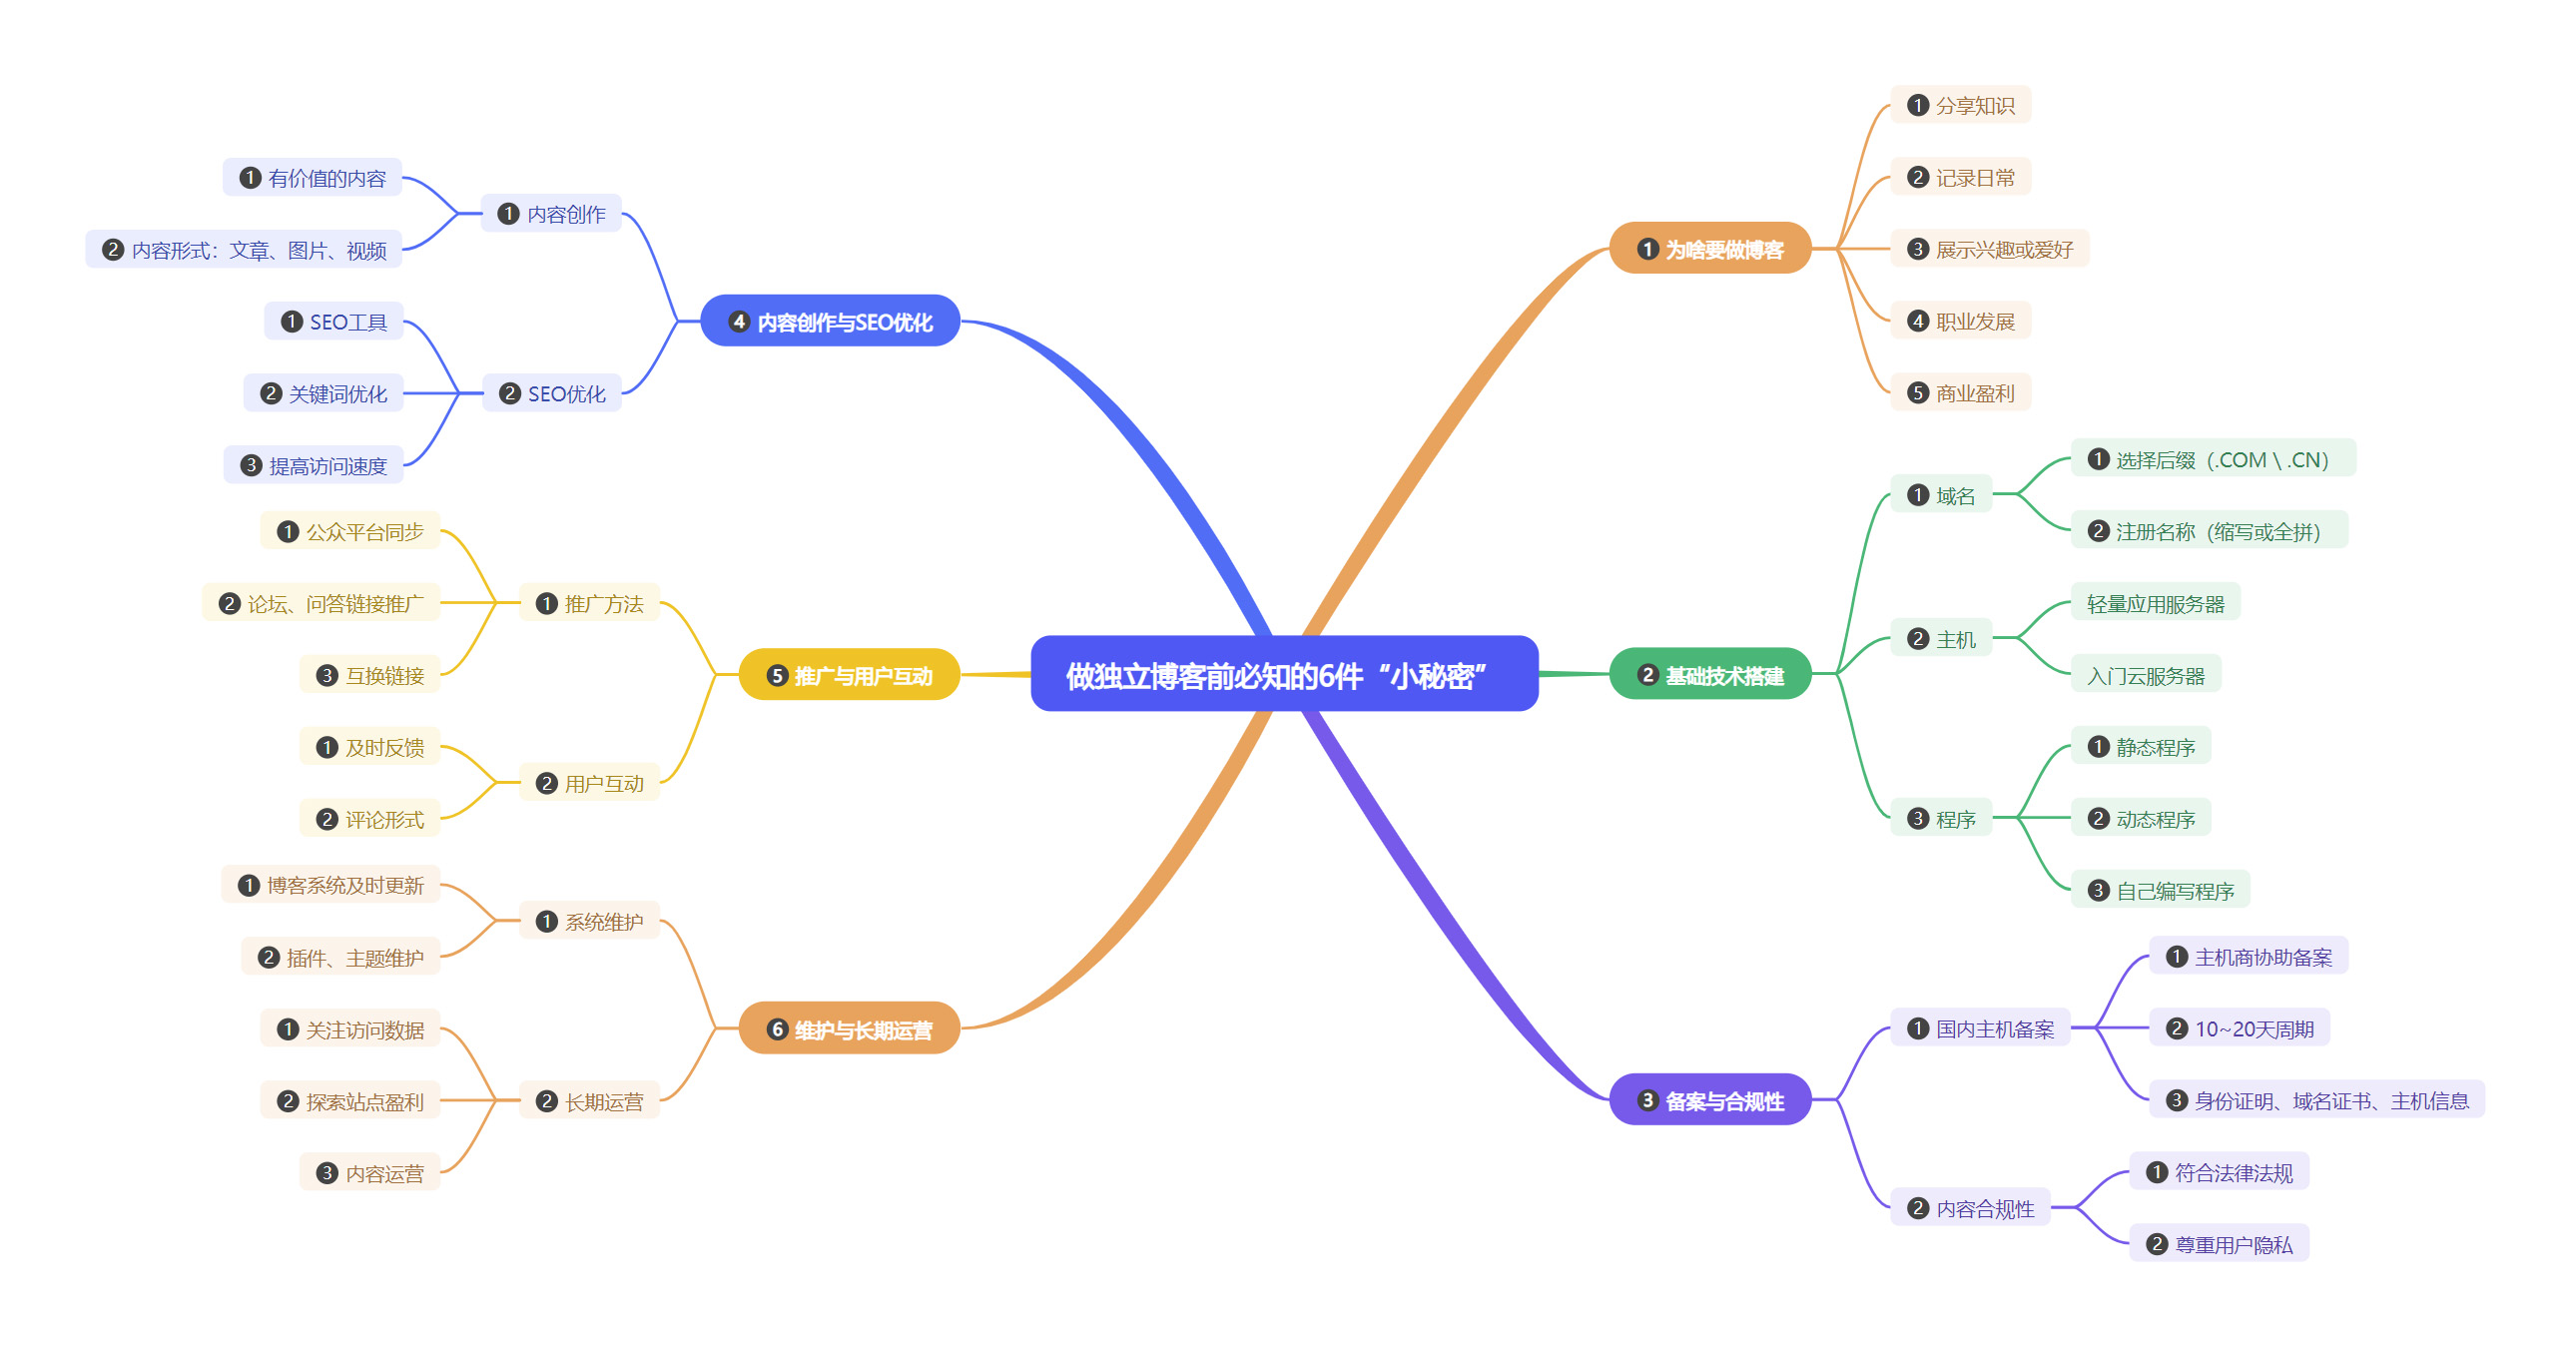 做独立博客前必知的6件“小秘密”
❶ 为啥要做博客
❶ 分享知识
❷ 记录日常
❸ 展示兴趣或爱好
❹ 职业发展
❺ 商业盈利
❷ 基础技术搭建
❶ 域名
❶ 选择后缀（.COM \ .CN）
❷ 注册名称（缩写或全拼）
❷ 主机
轻量应用服务器
入门云服务器
❸ 程序
❶ 静态程序
❷ 动态程序
❸ 自己编写程序
❸ 备案与合规性
❶ 国内主机备案
❶ 主机商协助备案
❷ 10~20天周期
❸ 身份证明、域名证书、主机信息
❷ 内容合规性
❶ 符合法律法规
❷ 尊重用户隐私
❹ 内容创作与SEO优化
❶ 内容创作
❶ 有价值的内容
❷ 内容形式：文章、图片、视频
❷ SEO优化
❶ SEO工具
❷ 关键词优化
❸ 提高访问速度
❺ 推广与用户互动
❶ 推广方法
❶ 公众平台同步
❷ 论坛、问答链接推广
❸ 互换链接
❷ 用户互动
❶ 及时反馈
❷ 评论形式
❻ 维护与长期运营
❶ 系统维护
❶ 博客系统及时更新
❷ 插件、主题维护
❷ 长期运营
❶ 关注访问数据
❷ 探索站点盈利
❸ 内容运营